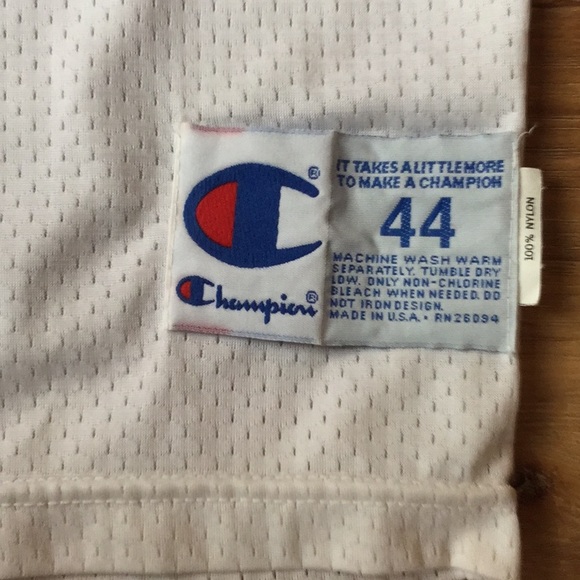 ®
Champion®
IT TAKES A LITTLE MORE
TO MAKE A CHAMPION
44
MACHINE WASH WARM
SEPARATELY. TUMBLE DRY
LOW. ONLY NON-CHLORINE
BLEACH WHEN NEEDED. DO
NOT IRON DESIGN.
MADE IN U.S.A. • RN26094
100% NYLON